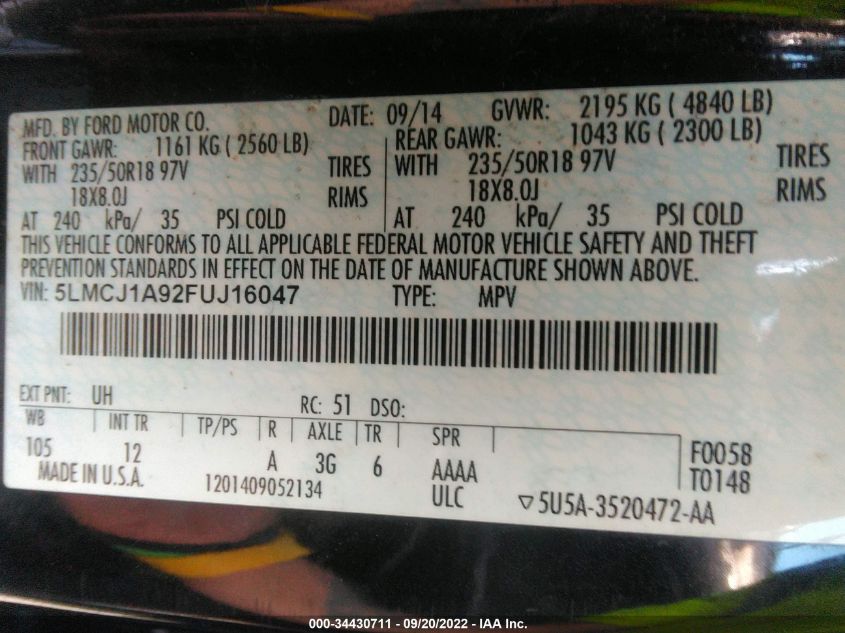 MFD. BY FORD MOTOR CO. DATE: 09/14 GVWR: 2195 KG ( 4840 LB)
FRONT GAWR: 1161 KG ( 2560 LB) REAR GAWR: 1043 KG ( 2300 LB)
WITH 235/50R18 97V TIRES WITH 235/50R18 97V TIRES
18X8.0J RIMS 18X8.0J RIMS
AT 240 kPa/ 35 PSI COLD AT 240 kPa/ 35 PSI COLD
THIS VEHICLE CONFORMS TO ALL APPLICABLE FEDERAL MOTOR VEHICLE SAFETY AND THEFT
PREVENTION STANDARDS IN EFFECT ON THE DATE OF MANUFACTURE SHOWN ABOVE.
VIN: 5LMCJ1A92FUJ16047 TYPE: MPV
EXT PNT: UH RC: 51 DSO:
WB INT TR TP/PS R AXLE TR SPR
105 12 A 3G 6 AAAA F0058
MADE IN U.S.A. 1201409052134 ULC T0148
5U5A-3520472-AA
000-34430711 - 09/20/2022 - IAA Inc.